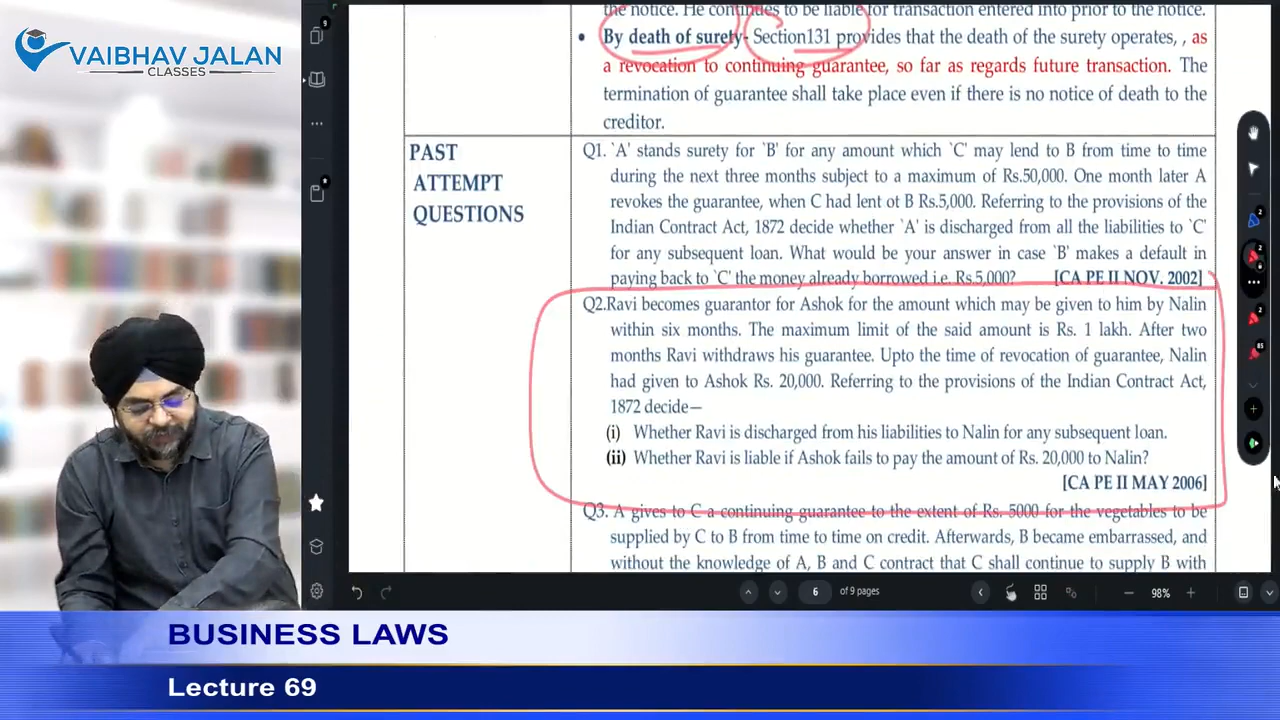 VAIBHAV JALAN
CLASSES
the notice. He continues to be liable for transaction entered into prior to the notice.
• By death of surety- Section131 provides that the death of the surety operates, , as
a revocation to continuing guarantee, so far as regards future transaction. The
termination of guarantee shall take place even if there is no notice of death to the
creditor.
PAST
ATTEMPT
QUESTIONS
Q1. `A' stands surety for `B' for any amount which `C' may lend to B from time to time
during the next three months subject to a maximum of Rs.50,000. One month later A
revokes the guarantee, when C had lent ot B Rs.5,000. Referring to the provisions of the
Indian Contract Act, 1872 decide whether `A' is discharged from all the liabilities to `C'
for any subsequent loan. What would be your answer in case `B' makes a default in
paying back to `C' the money already borrowed i.e. Rs.5,000? [CA PE II NOV. 2002]
Q2.Ravi becomes guarantor for Ashok for the amount which may be given to him by Nalin
within six months. The maximum limit of the said amount is Rs. 1 lakh. After two
months Ravi withdraws his guarantee. Upto the time of revocation of guarantee, Nalin
had given to Ashok Rs. 20,000. Referring to the provisions of the Indian Contract Act,
1872 decide—
(i) Whether Ravi is discharged from his liabilities to Nalin for any subsequent loan.
(ii) Whether Ravi is liable if Ashok fails to pay the amount of Rs. 20,000 to Nalin?
[CA PE II MAY 2006]
Q3. A gives to C a continuing guarantee to the extent of Rs. 5000 for the vegetables to be
supplied by C to B from time to time on credit. Afterwards, B became embarrassed, and
without the knowledge of A, B and C contract that C shall continue to supply B with
6 of 9 pages
98%
BUSINESS LAWS
Lecture 69